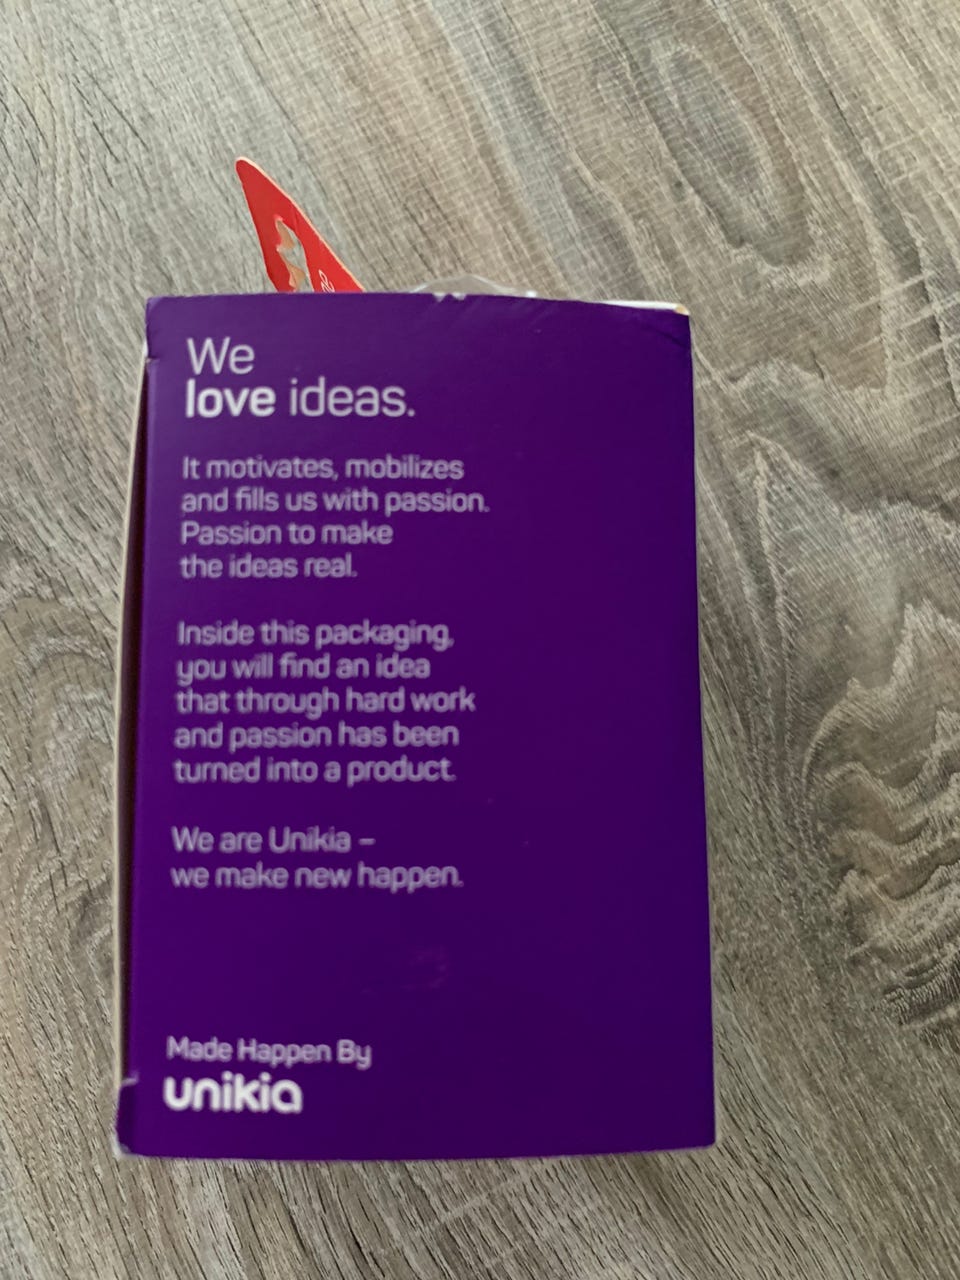 We
love ideas.
It motivates, mobilizes
and fills us with passion.
Passion to make
the ideas real.
Inside this packaging,
you will find an idea
that through hard work
and passion has been
turned into a product.
We are Unikia –
we make new happen.
Made Happen By
unikia